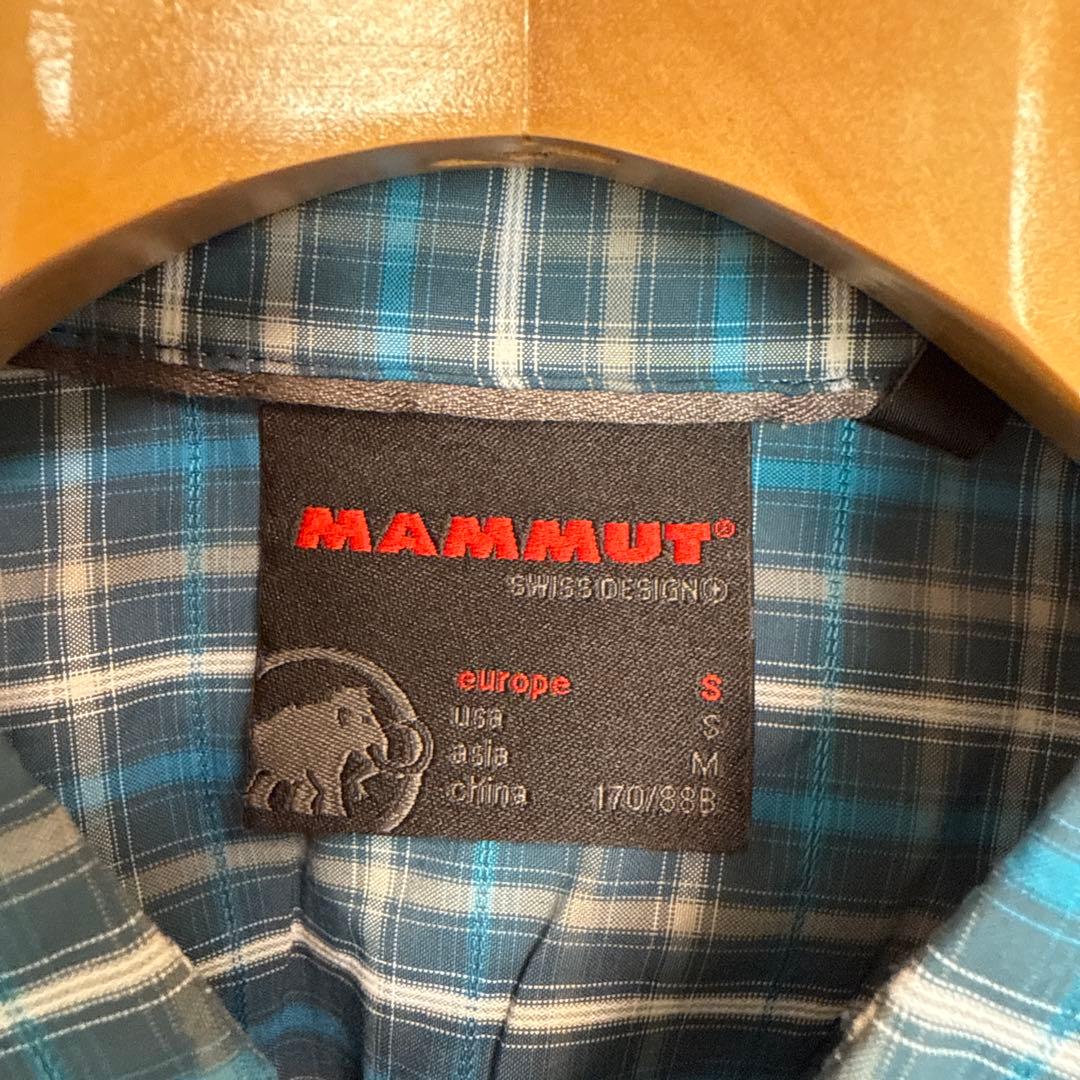 MAMMUT®
SWISS DESIGN
europe S
usa S
asia M
china 170/88B